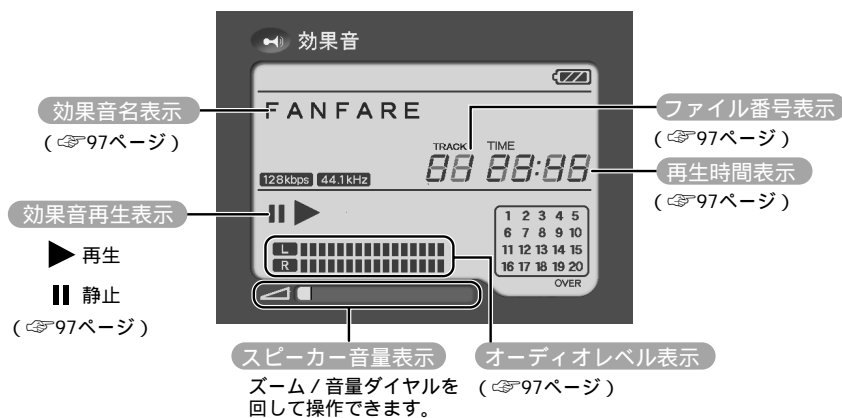 効果音
効果音名表示
(☞97ページ)
FANFARE
ファイル番号表示
(☞97ページ)
TRACK TIME
88 88:88
128kbps 44.1kHz
再生時間表示
(☞97ページ)
効果音再生表示
▶ 再生
II 静止
(☞97ページ)
1 2 3 4 5
6 7 8 9 10
11 12 13 14 15
16 17 18 19 20
OVER
L
R
スピーカー音量表示
ズーム/音量ダイヤルを
回して操作できます。
オーディオレベル表示
(☞97ページ)